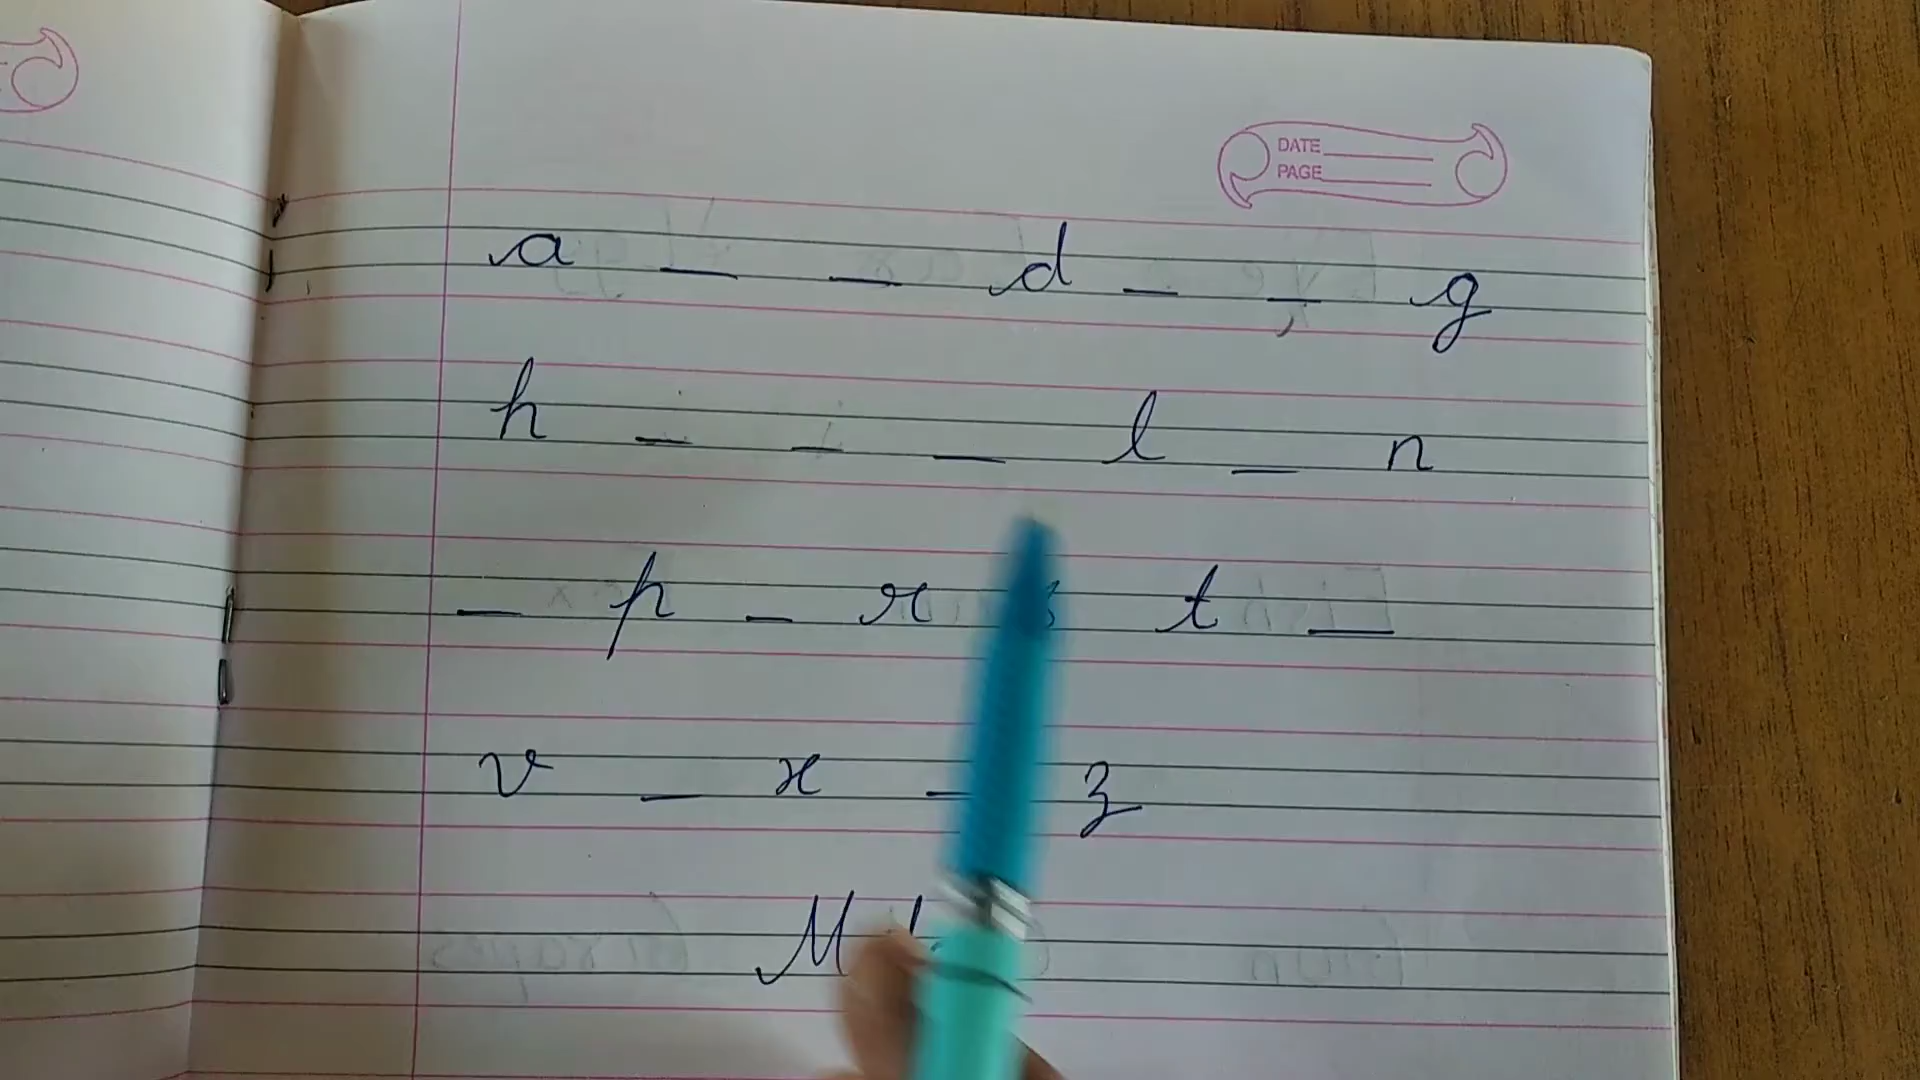 DATE
PAGE
a _ _ d _ _ g
h _ _ _ l _ n
_ p _ r s t _
v _ x _ z